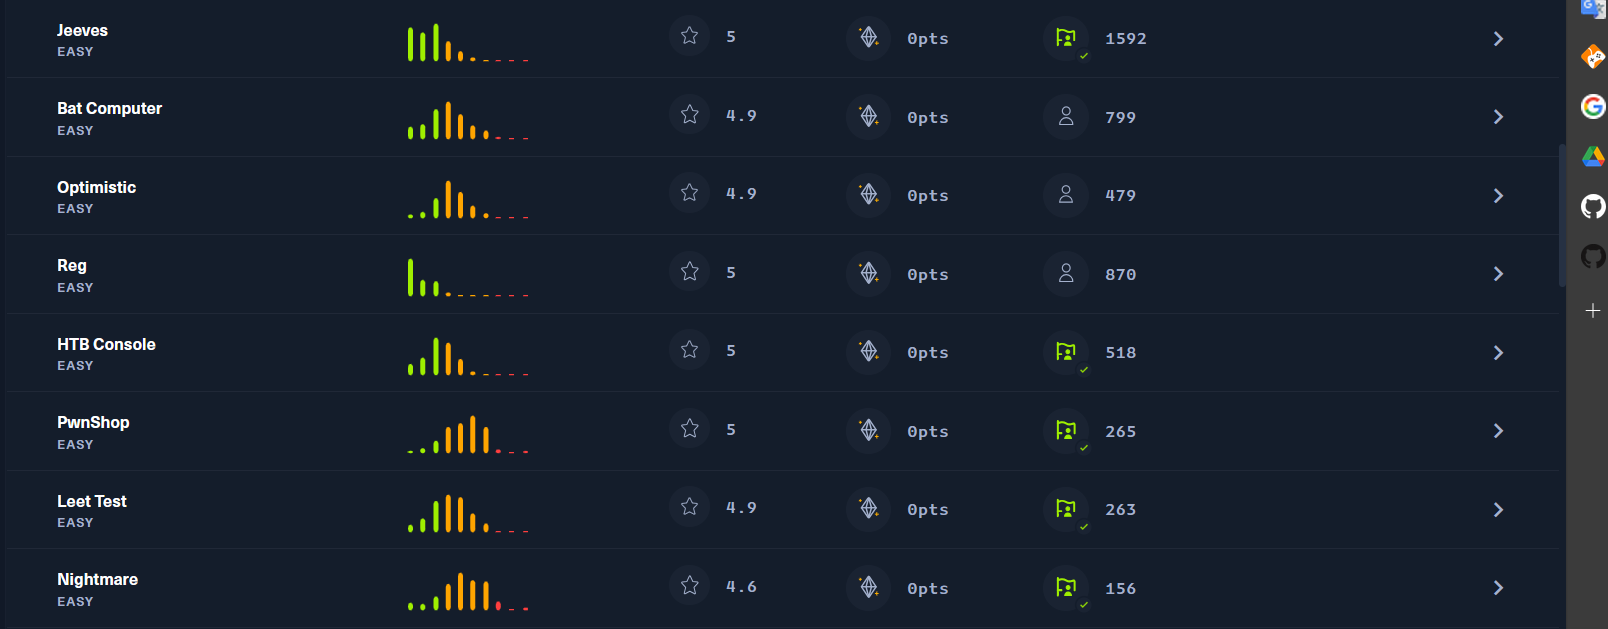 Jeeves
EASY
5
0pts
1592
Bat Computer
EASY
4.9
0pts
799
Optimistic
EASY
4.9
0pts
479
Reg
EASY
5
0pts
870
HTB Console
EASY
5
0pts
518
PwnShop
EASY
5
0pts
265
Leet Test
EASY
4.9
0pts
263
Nightmare
EASY
4.6
0pts
156